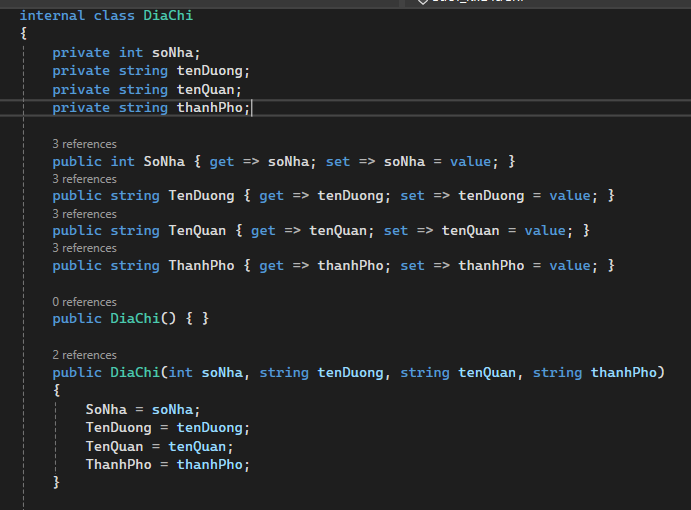 internal class DiaChi
{
private int soNha;
private string tenDuong;
private string tenQuan;
private string thanhPho;
3 references
public int SoNha { get => soNha; set => soNha = value; }
3 references
public string TenDuong { get => tenDuong; set => tenDuong = value; }
3 references
public string TenQuan { get => tenQuan; set => tenQuan = value; }
3 references
public string ThanhPho { get => thanhPho; set => thanhPho = value; }
0 references
public DiaChi() { }
2 references
public DiaChi(int soNha, string tenDuong, string tenQuan, string thanhPho)
{
SoNha = soNha;
TenDuong = tenDuong;
TenQuan = tenQuan;
ThanhPho = thanhPho;
}